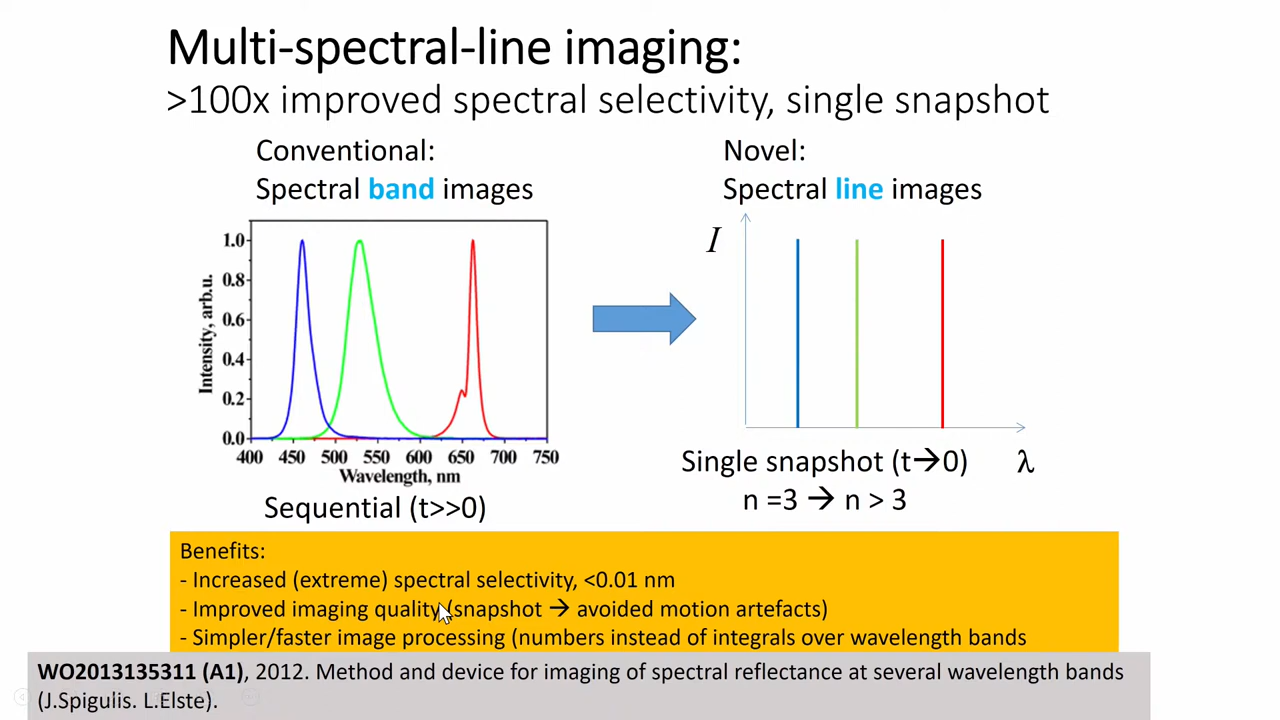 Multi-spectral-line imaging:
>100x improved spectral selectivity, single snapshot
Conventional:
Spectral band images
Novel:
Spectral line images
1.0
0.8
0.6
0.4
0.2
0.0
Intensity, arb.u.
400 450 500 550 600 650 700 750
Wavelength, nm
Sequential (t>>0)
I
λ
Single snapshot (t→0)
n =3 → n > 3
Benefits:
- Increased (extreme) spectral selectivity, <0.01 nm
- Improved imaging quality (snapshot → avoided motion artefacts)
- Simpler/faster image processing (numbers instead of integrals over wavelength bands
WO2013135311 (A1), 2012. Method and device for imaging of spectral reflectance at several wavelength bands
(J.Spigulis. L.Elste).